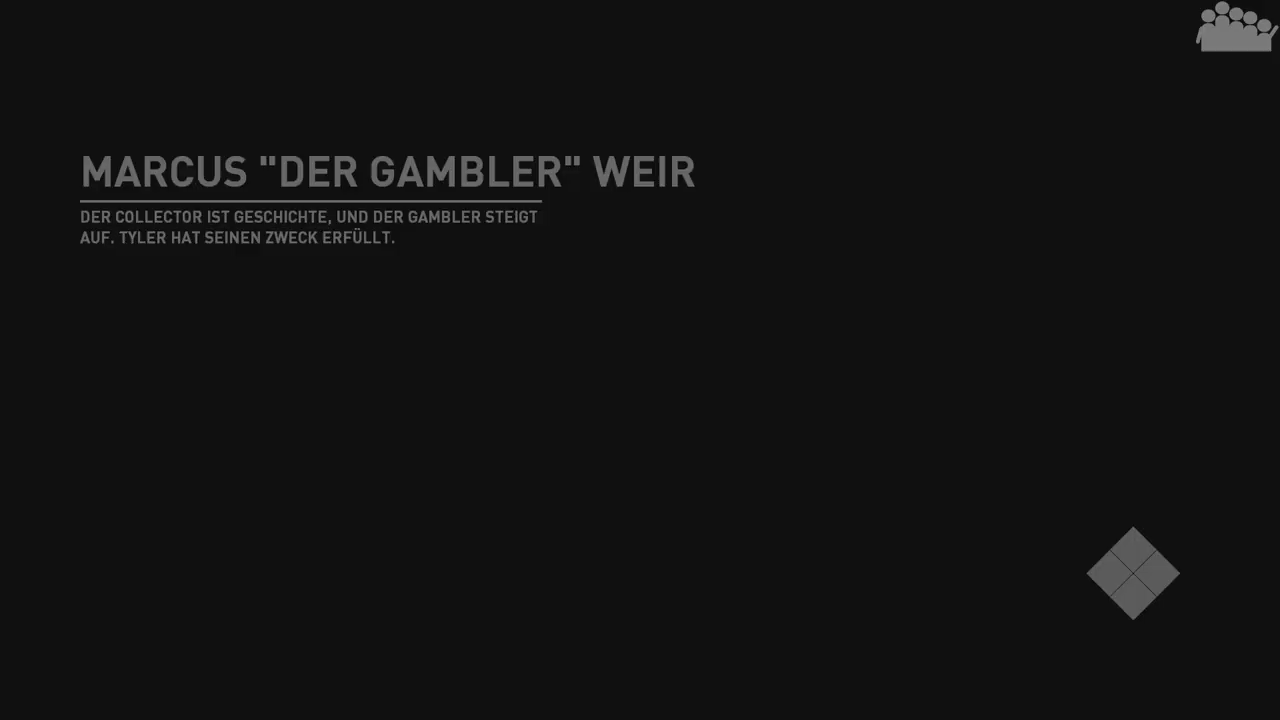 MARCUS "DER GAMBLER" WEIR
DER COLLECTOR IST GESCHICHTE, UND DER GAMBLER STEIGT
AUF. TYLER HAT SEINEN ZWECK ERFÜLLT.